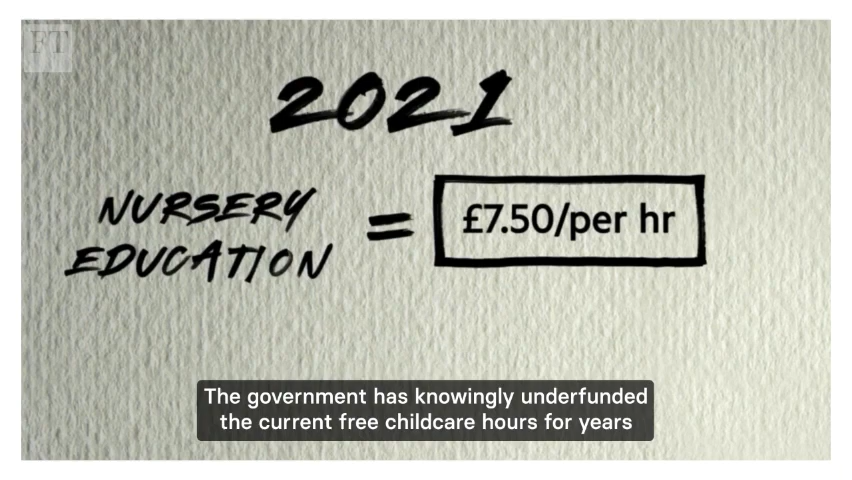 FT
2021
NURSERY
EDUCATION
=
£7.50/per hr
The government has knowingly underfunded
the current free childcare hours for years